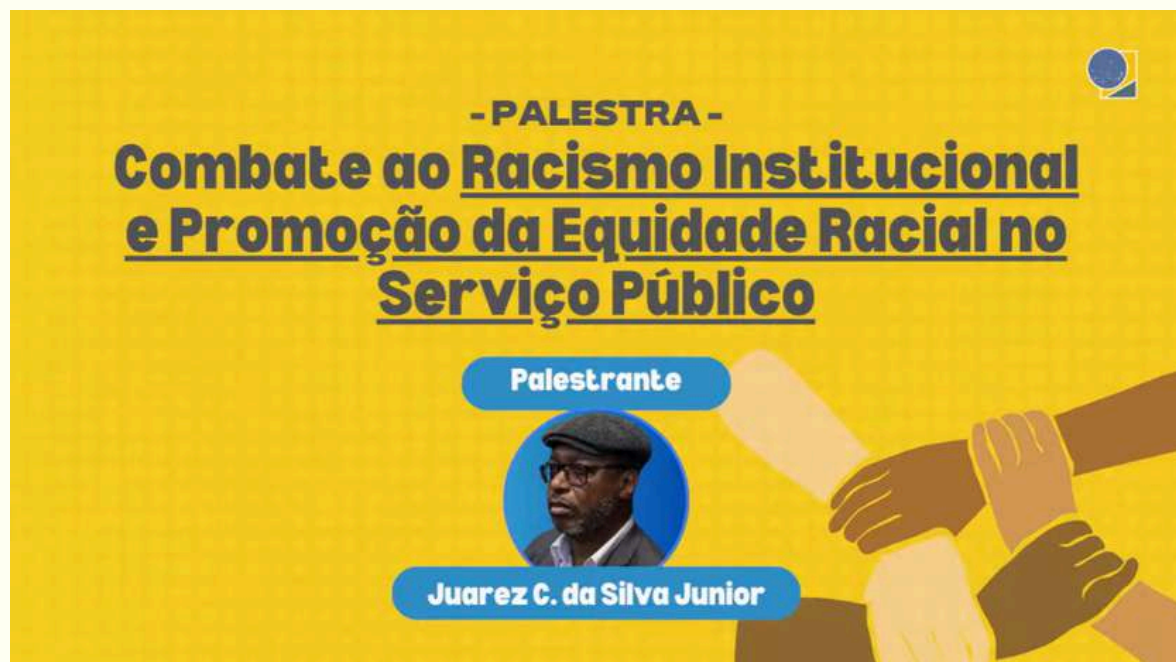 - PALESTRA -
Combate ao Racismo Institucional
e Promoção da Equidade Racial no
Serviço Público
Palestrante
Juarez C. da Silva Junior